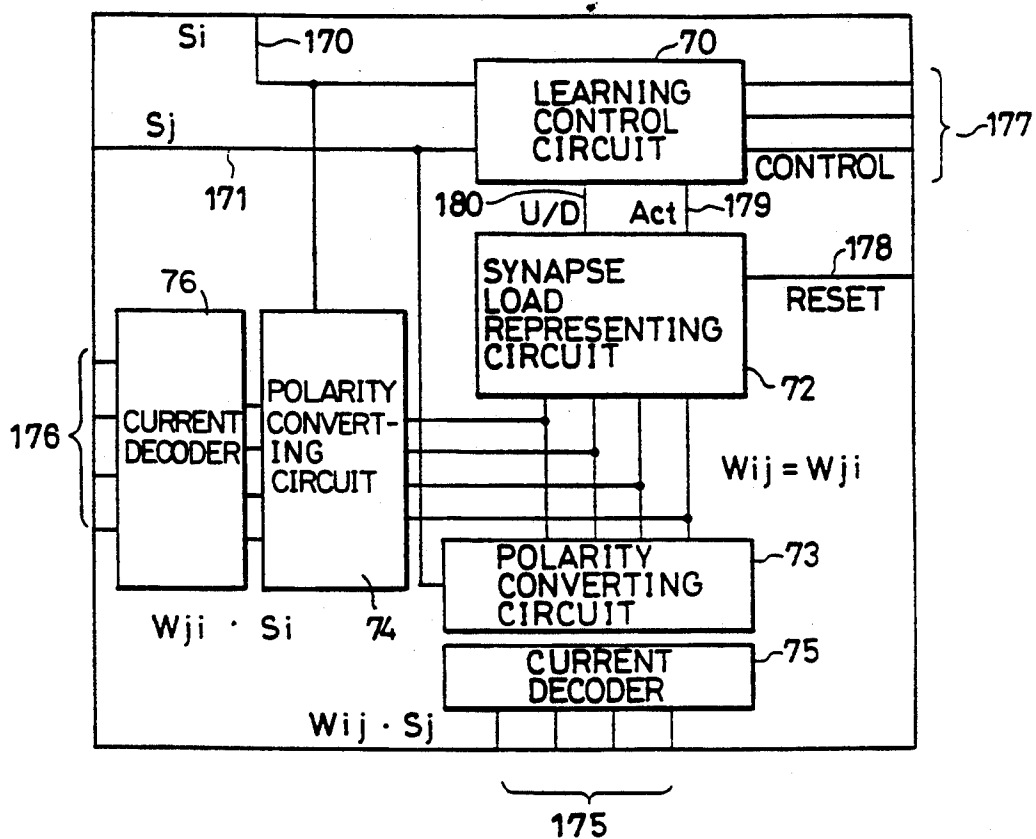 Si
170
70
LEARNING
CONTROL
CIRCUIT
177
Sj
171
CONTROL
180
U/D
Act
179
178
RESET
SYNAPSE
LOAD
REPRESENTING
CIRCUIT
72
76
CURRENT
DECODER
176
POLARITY
CONVERT-
ING
CIRCUIT
74
Wij = Wji
POLARITY
CONVERTING
CIRCUIT
73
Wji · Si
CURRENT
DECODER
75
Wij · Sj
175